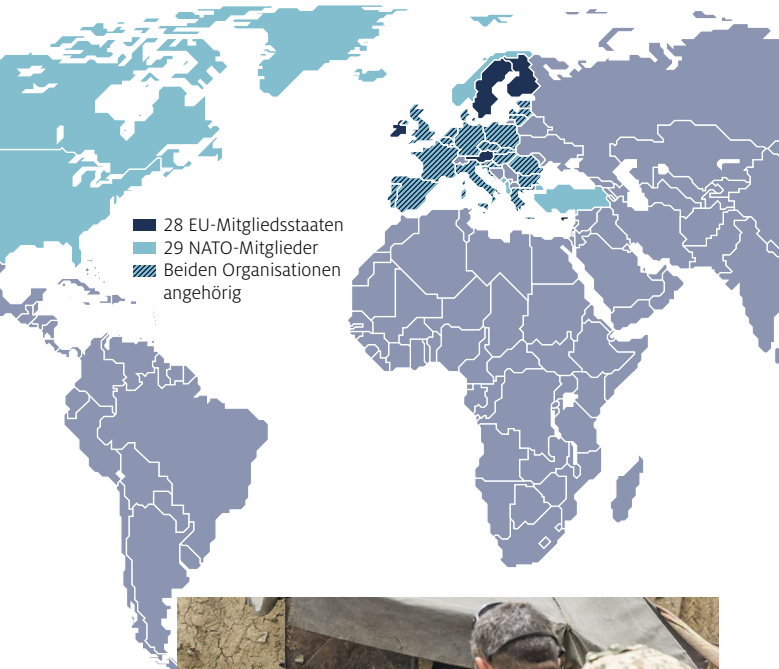 28 EU-Mitgliedsstaaten
29 NATO-Mitglieder
Beiden Organisationen
angehörig